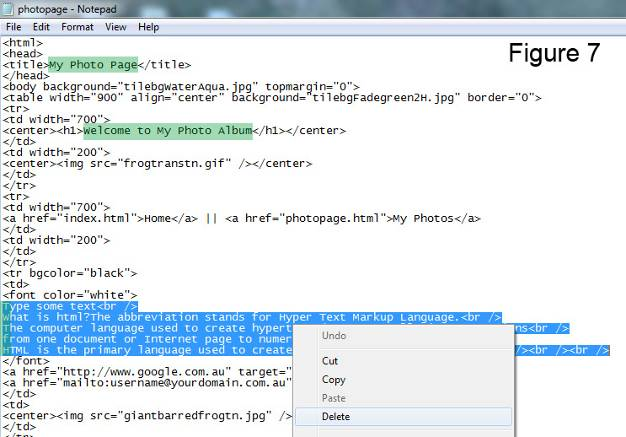 photopage - Notepad
File Edit Format View Help
Figure 7
<html>
<head>
<title>My Photo Page</title>
</head>
<body background="tilebgWaterAqua.jpg" topmargin="0">
<table width="900" align="center" background="tilebgFadegreen2H.jpg" border="0">
<tr>
<td width="700">
<center><h1>Welcome to My Photo Album</h1></center>
</td>
<td width="200">
<center><img src="frogtranstn.gif" /></center>
</td>
</tr>
<tr>
<td width="700">
<a href="index.html">Home</a> || <a href="photopage.html">My Photos</a>
</td>
<td width="200">
</td>
</tr>
<tr bgcolor="black">
<td>
<font color="white">
Type some text<br />
What is html?The abbreviation stands for Hyper Text Markup Language.<br />
The computer language used to create hypert ns<br />
from one document or Internet page to numer
HTML is the primary language used to create /><br /><br />
</font>
<a href="http://www.google.com.au" target="
<a href="mailto:username@yourdomain.com.au"
</td>
<td>
<center><img src="giantbarredfrogtn.jpg" />
</td>
Undo
Cut
Copy
Paste
Delete